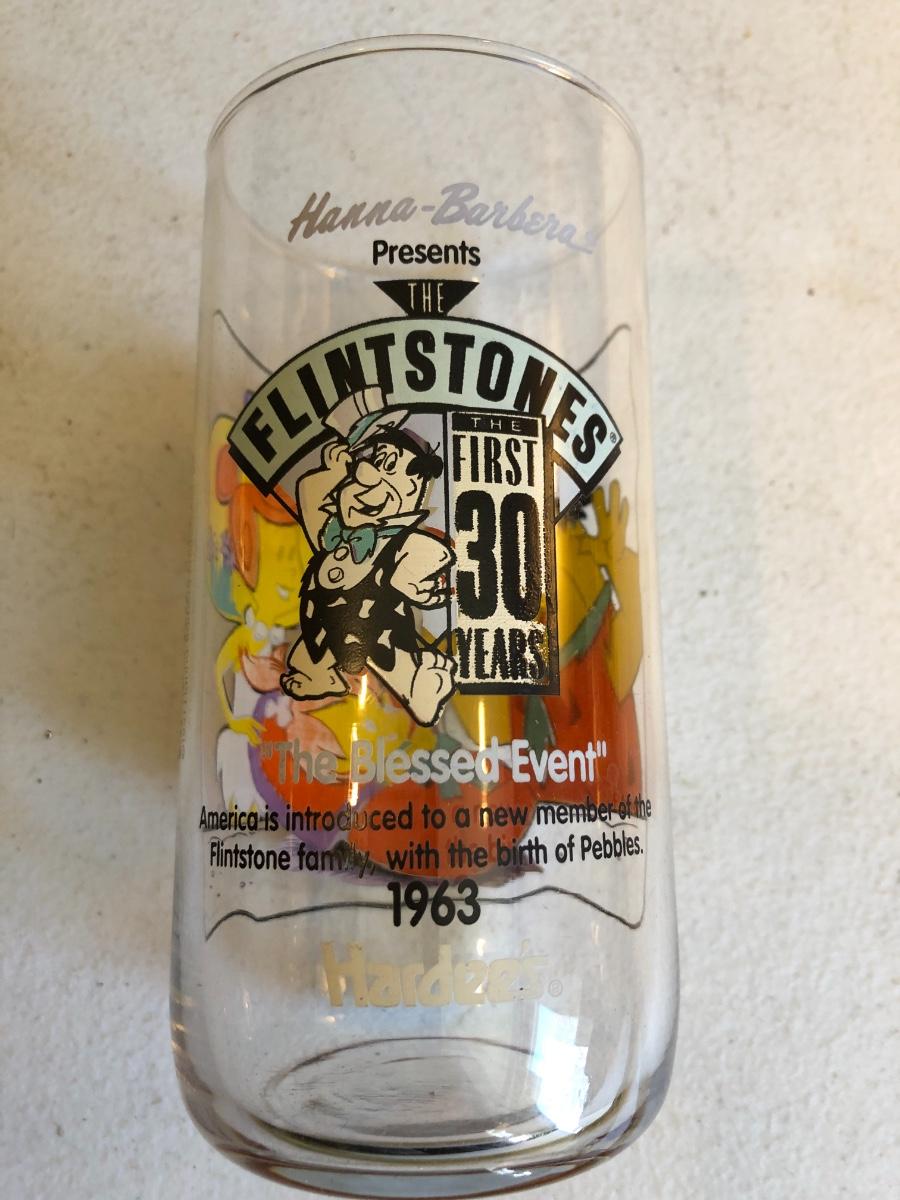 Hanna-Barbera's
Presents
THE
FLINTSTONES®
THE
FIRST
30
YEARS
"The Blessed Event"
America is introduced to a new member of the
Flintstone family, with the birth of Pebbles.
1963
Hardee's©